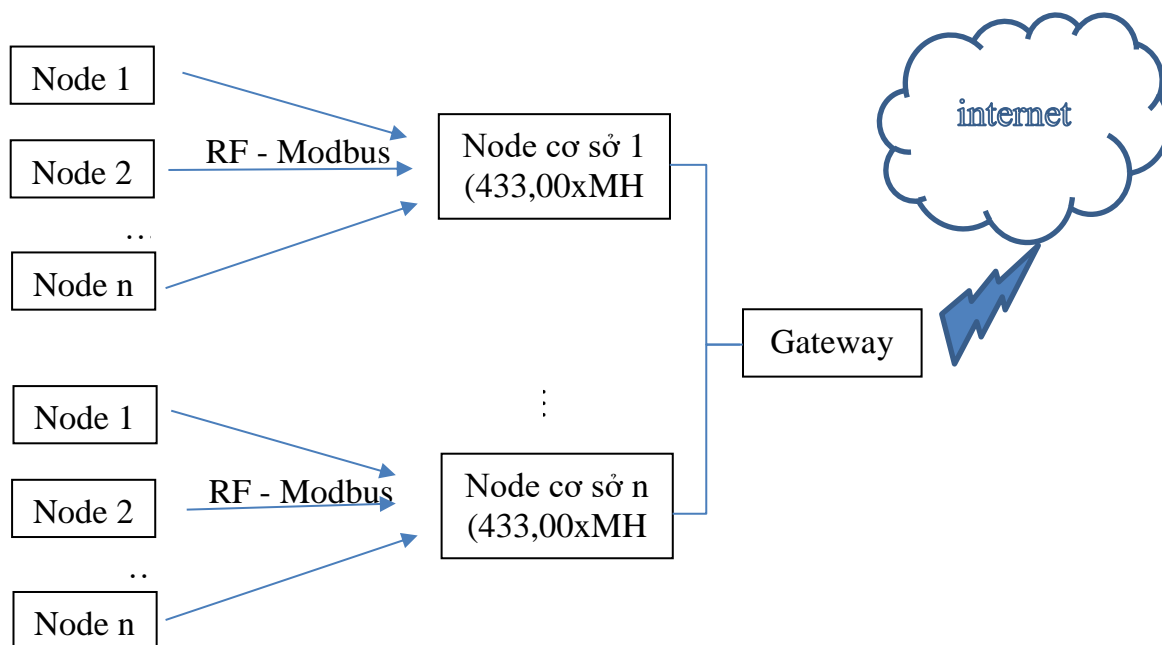 Node 1
Node 2
...
Node n
RF - Modbus
Node cơ sở 1
(433,00xMH
internet
Gateway
⋮
Node 1
Node 2
..
Node n
RF - Modbus
Node cơ sở n
(433,00xMH